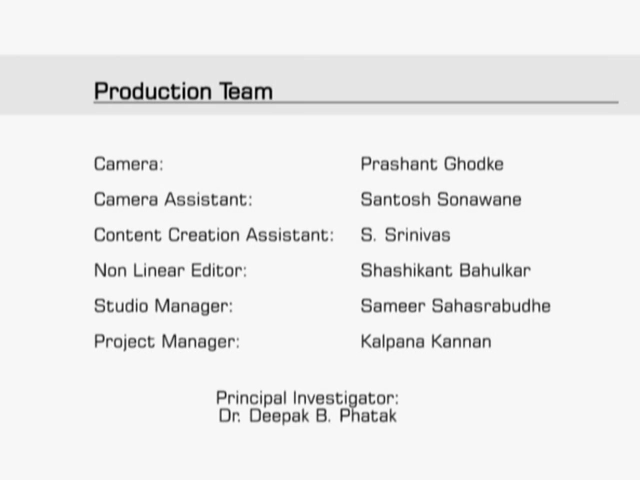 Production Team
Camera: Prashant Ghodke
Camera Assistant: Santosh Sonawane
Content Creation Assistant: S. Srinivas
Non Linear Editor: Shashikant Bahulkar
Studio Manager: Sameer Sahasrabudhe
Project Manager: Kalpana Kannan
Principal Investigator:
Dr. Deepak B. Phatak